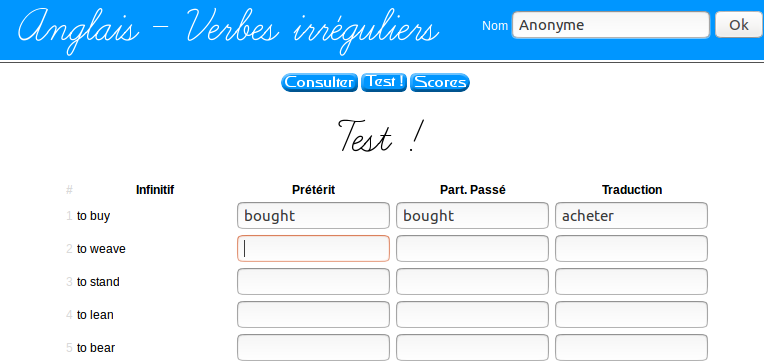 Anglais - Verbes irréguliers Nom Anonyme Ok
Consulter Test ! Scores
Test !
# Infinitif Prétérit Part. Passé Traduction
1 to buy bought bought acheter
2 to weave
3 to stand
4 to lean
5 to bear